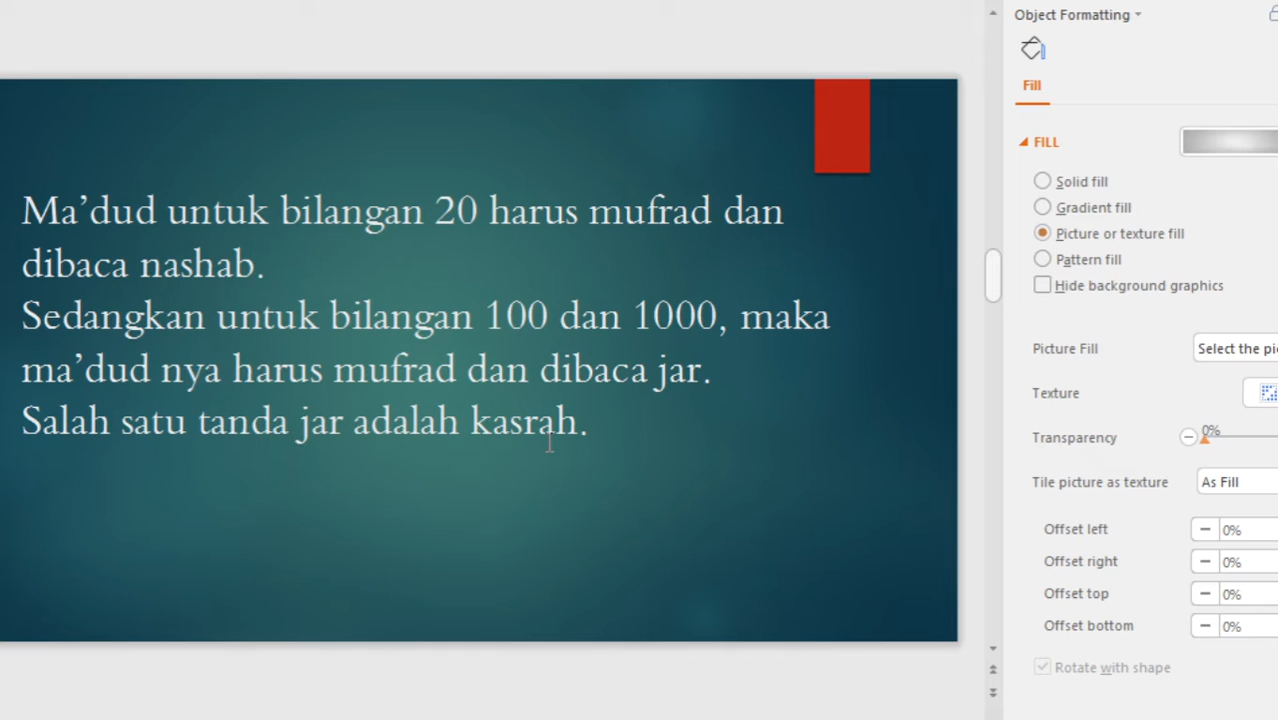 Object Formatting
Fill
FILL
Ma’dud untuk bilangan 20 harus mufrad dan
dibaca nashab.
Sedangkan untuk bilangan 100 dan 1000, maka
ma’dud nya harus mufrad dan dibaca jar.
Salah satu tanda jar adalah kasrah.
Solid fill
Gradient fill
Picture or texture fill
Pattern fill
Hide background graphics
Picture Fill Select the
Texture
Transparency 0%
Tile picture as texture As Fill
Offset left 0%
Offset right 0%
Offset top 0%
Offset bottom 0%
Rotate with shape